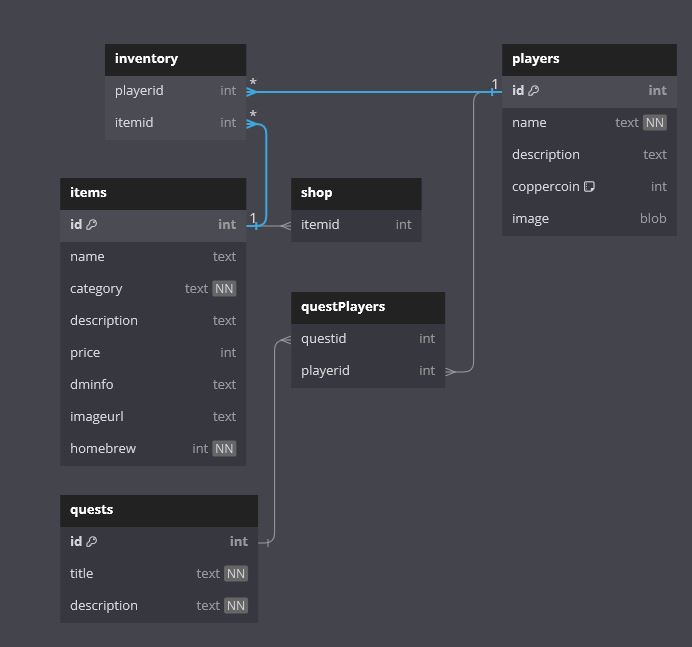 inventory
playerid int
itemid int
*
*
1
players
id int
name text NN
description text
coppercoin int
image blob
items
id int
1
name text
category text NN
description text
price int
dminfo text
imageurl text
homebrew int NN
shop
itemid int
questPlayers
questid int
playerid int
quests
id int
title text NN
description text NN